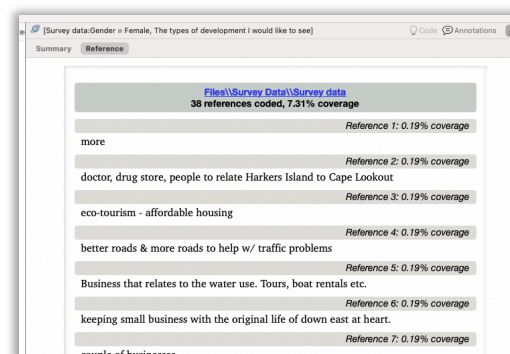 [Survey data:Gender = Female, The types of development I would like to see]
Code
Annotations
Summary
Reference
Files\\Survey Data\\Survey data
38 references coded, 7.31% coverage
Reference 1: 0.19% coverage
more
Reference 2: 0.19% coverage
doctor, drug store, people to relate Harkers Island to Cape Lookout
Reference 3: 0.19% coverage
eco-tourism - affordable housing
Reference 4: 0.19% coverage
better roads & more roads to help w/ traffic problems
Reference 5: 0.19% coverage
Business that relates to the water use. Tours, boat rentals etc.
Reference 6: 0.19% coverage
keeping small business with the original life of down east at heart.
Reference 7: 0.19% coverage
couple of businesses